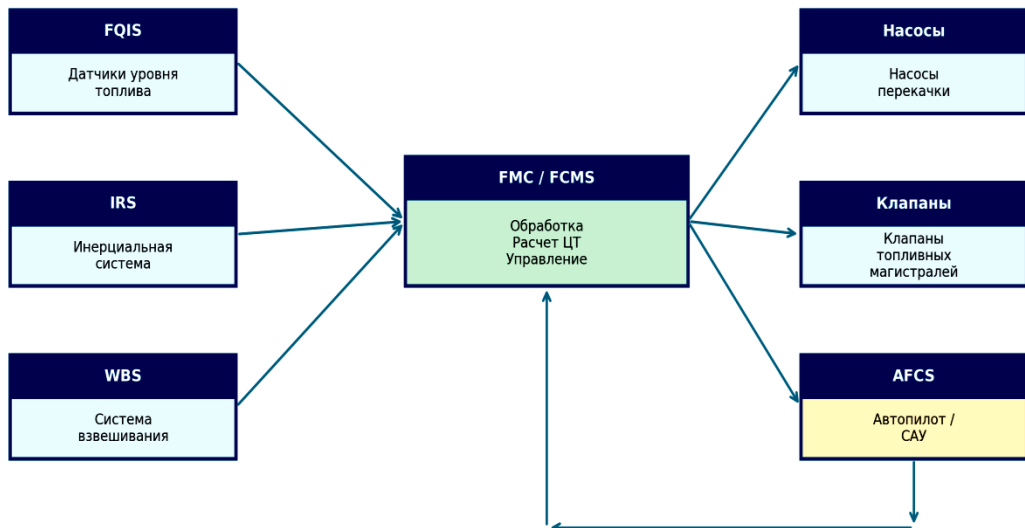 FQIS
Датчики уровня
топлива
IRS
Инерциальная
система
WBS
Система
взвешивания
FMC / FCMS
Обработка
Расчет ЦТ
Управление
Насосы
Насосы
перекачки
Клапаны
Клапаны
топливных
магистралей
AFCS
Автопилот /
САУ